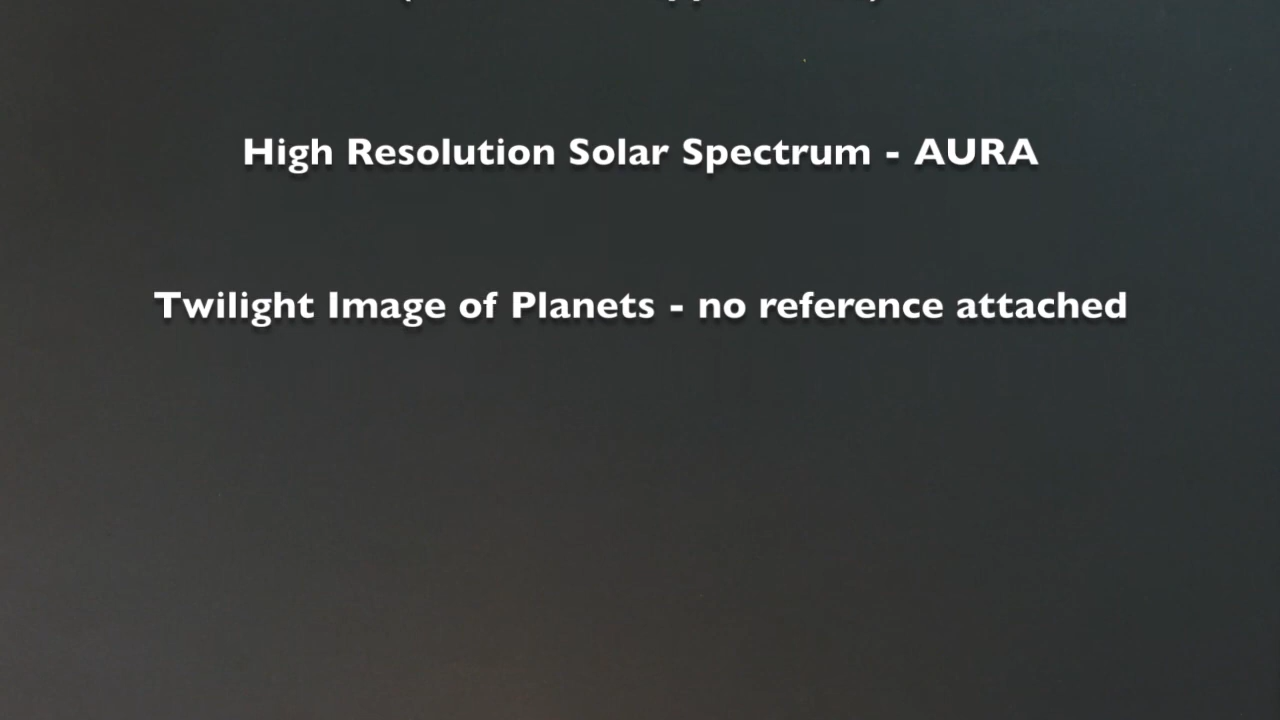 High Resolution Solar Spectrum - AURA
Twilight Image of Planets - no reference attached